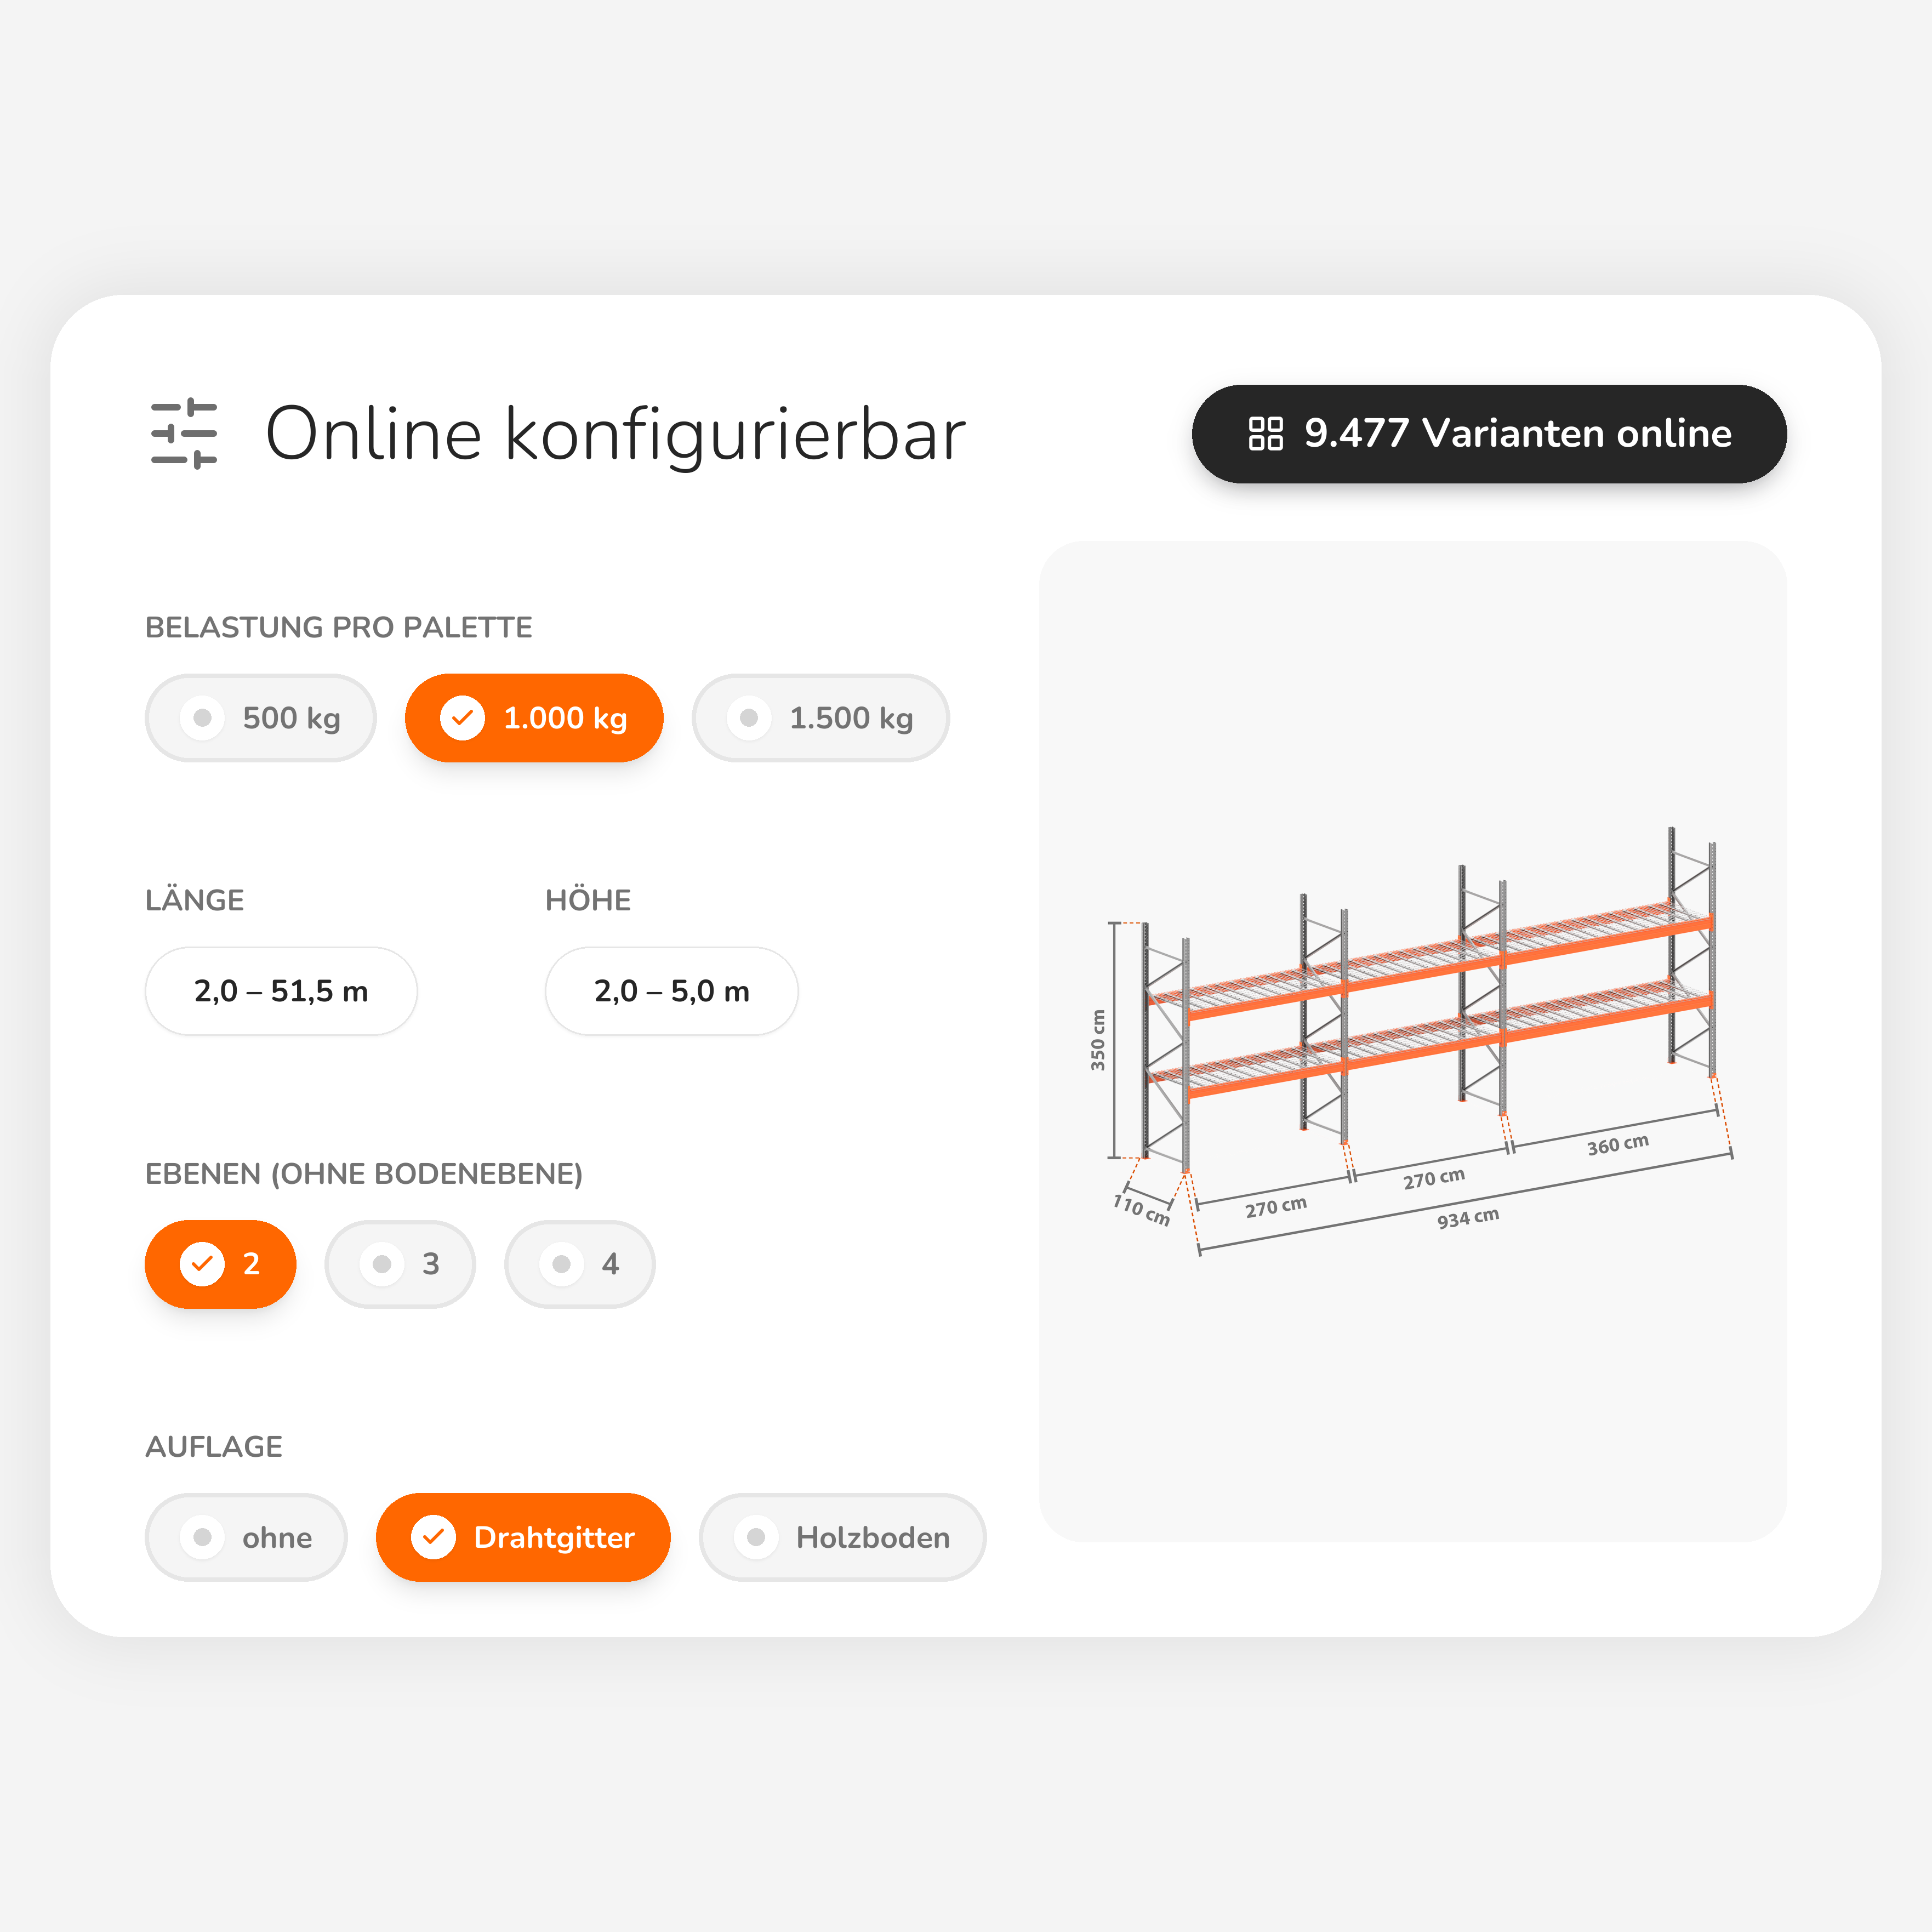 Online konfigurierbar
9.477 Varianten online
BELASTUNG PRO PALETTE
500 kg
1.000 kg
1.500 kg
LÄNGE
HÖHE
2,0 – 51,5 m
2,0 – 5,0 m
EBENEN (OHNE BODENEBENE)
2
3
4
AUFLAGE
ohne
Drahtgitter
Holzboden
350 cm
110 cm
270 cm
270 cm
360 cm
934 cm